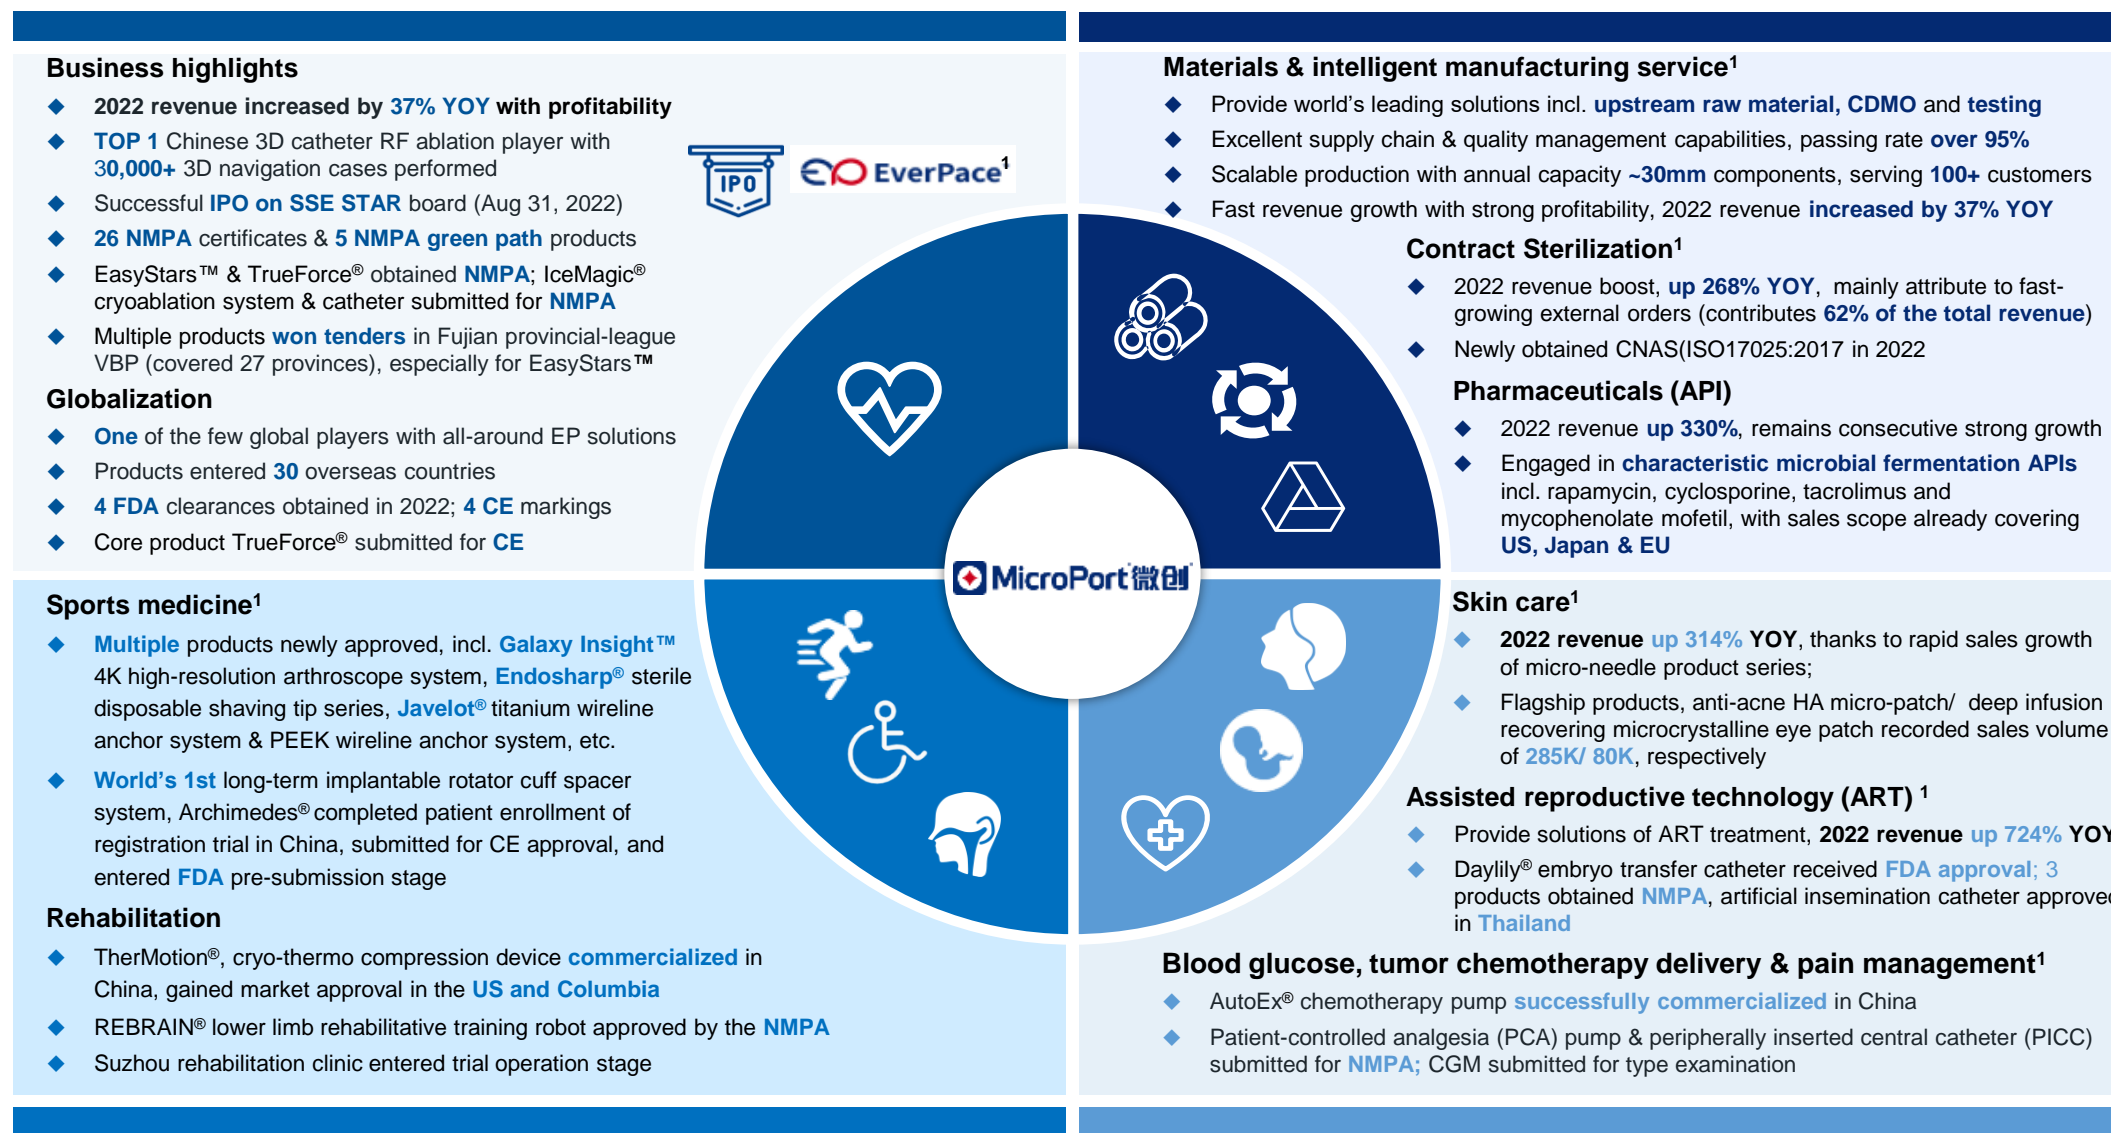 Business highlights
◆ 2022 revenue increased by 37% YOY with profitability
◆ TOP 1 Chinese 3D catheter RF ablation player with
30,000+ 3D navigation cases performed
◆ Successful IPO on SSE STAR board (Aug 31, 2022)
◆ 26 NMPA certificates & 5 NMPA green path products
◆ EasyStars™ & TrueForce® obtained NMPA; IceMagic®
cryoablation system & catheter submitted for NMPA
◆ Multiple products won tenders in Fujian provincial-league
VBP (covered 27 provinces), especially for EasyStars™
IPO
EverPace¹
Globalization
◆ One of the few global players with all-around EP solutions
◆ Products entered 30 overseas countries
◆ 4 FDA clearances obtained in 2022; 4 CE markings
◆ Core product TrueForce® submitted for CE
Materials & intelligent manufacturing service¹
◆ Provide world's leading solutions incl. upstream raw material, CDMO and testing
◆ Excellent supply chain & quality management capabilities, passing rate over 95%
◆ Scalable production with annual capacity ~30mm components, serving 100+ customers
◆ Fast revenue growth with strong profitability, 2022 revenue increased by 37% YOY
Contract Sterilization¹
◆ 2022 revenue boost, up 268% YOY, mainly attribute to fast-
growing external orders (contributes 62% of the total revenue)
◆ Newly obtained CNAS(ISO17025:2017 in 2022
Pharmaceuticals (API)
◆ 2022 revenue up 330%, remains consecutive strong growth
◆ Engaged in characteristic microbial fermentation APIs
incl. rapamycin, cyclosporine, tacrolimus and
mycophenolate mofetil, with sales scope already covering
US, Japan & EU
MicroPort 微创
Sports medicine¹
◆ Multiple products newly approved, incl. Galaxy Insight™
4K high-resolution arthroscope system, Endosharp® sterile
disposable shaving tip series, Javelot® titanium wireline
anchor system & PEEK wireline anchor system, etc.
◆ World's 1st long-term implantable rotator cuff spacer
system, Archimedes® completed patient enrollment of
registration trial in China, submitted for CE approval, and
entered FDA pre-submission stage
Rehabilitation
◆ TherMotion®, cryo-thermo compression device commercialized in
China, gained market approval in the US and Columbia
◆ REBRAIN® lower limb rehabilitative training robot approved by the NMPA
◆ Suzhou rehabilitation clinic entered trial operation stage
Skin care¹
◆ 2022 revenue up 314% YOY, thanks to rapid sales growth
of micro-needle product series;
◆ Flagship products, anti-acne HA micro-patch/ deep infusion
recovering microcrystalline eye patch recorded sales volume
of 285K/ 80K, respectively
Assisted reproductive technology (ART) ¹
◆ Provide solutions of ART treatment, 2022 revenue up 724% YOY
◆ Daylily® embryo transfer catheter received FDA approval; 3
products obtained NMPA, artificial insemination catheter approved
in Thailand
Blood glucose, tumor chemotherapy delivery & pain management¹
◆ AutoEx® chemotherapy pump successfully commercialized in China
◆ Patient-controlled analgesia (PCA) pump & peripherally inserted central catheter (PICC)
submitted for NMPA; CGM submitted for type examination